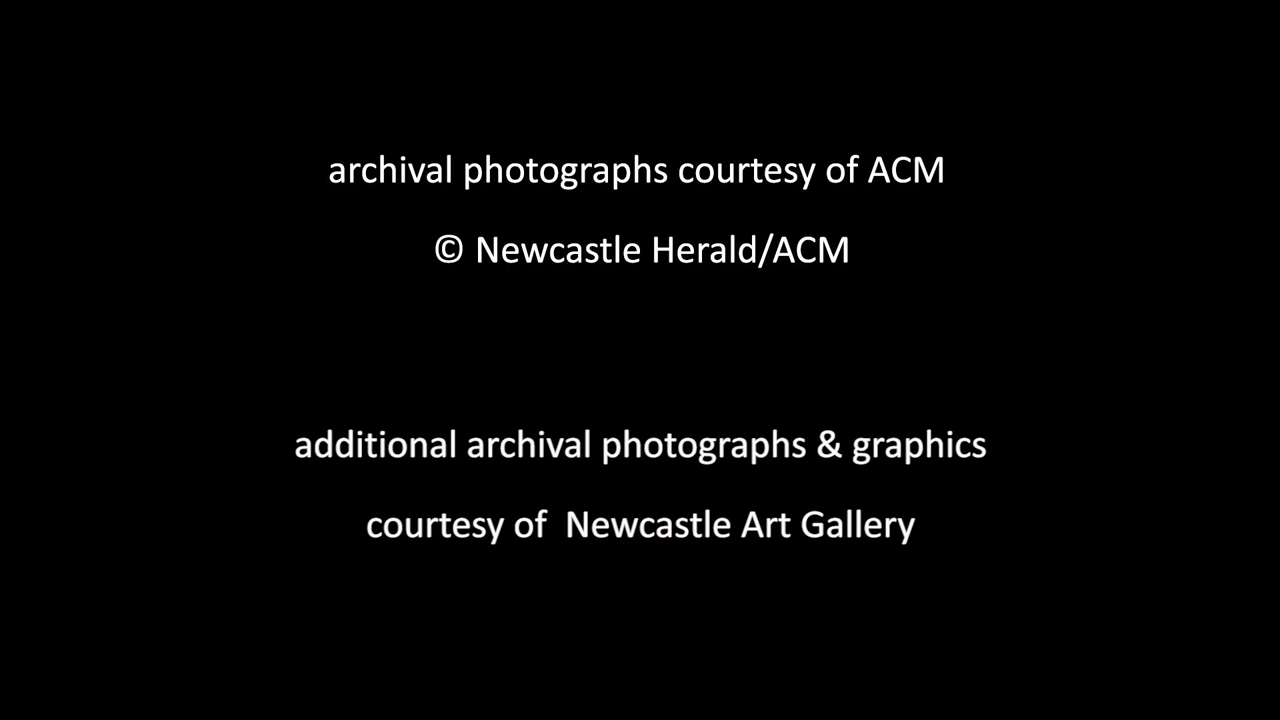 archival photographs courtesy of ACM
© Newcastle Herald/ACM
additional archival photographs & graphics
courtesy of  Newcastle Art Gallery